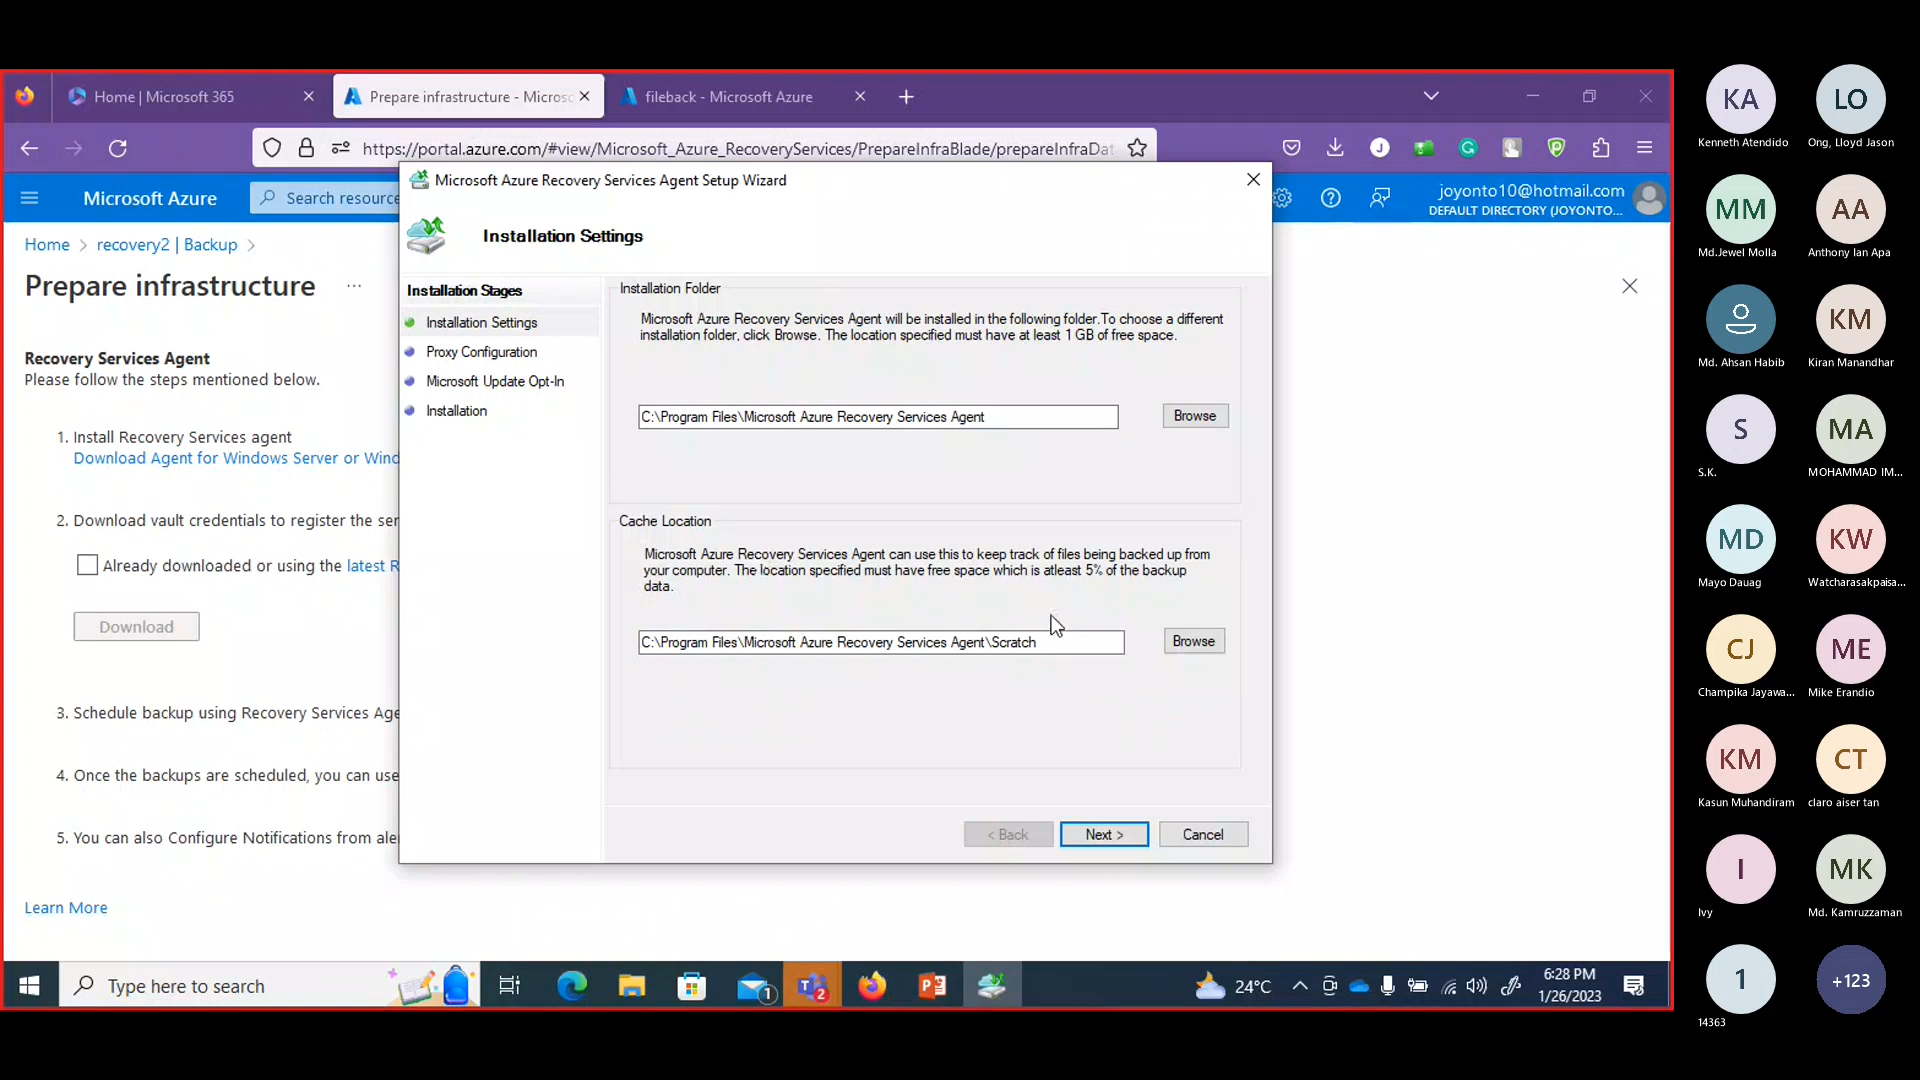 Home | Microsoft 365
Prepare infrastructure - Microsc
fileback - Microsoft Azure
https://portal.azure.com/#view/Microsoft_Azure_RecoveryServices/PrepareInfraBlade/prepareInfraDat
Microsoft Azure
Search resource
joyonto10@hotmail.com
DEFAULT DIRECTORY (JOYONTO...
Home > recovery2 | Backup >
Prepare infrastructure ...
Recovery Services Agent
Please follow the steps mentioned below.
1. Install Recovery Services agent
Download Agent for Windows Server or Wind
2. Download vault credentials to register the ser
Already downloaded or using the latest R
Download
3. Schedule backup using Recovery Services Age
4. Once the backups are scheduled, you can use
5. You can also Configure Notifications from aler
Learn More
Microsoft Azure Recovery Services Agent Setup Wizard
Installation Settings
Installation Stages
Installation Settings
Proxy Configuration
Microsoft Update Opt-In
Installation
Installation Folder
Microsoft Azure Recovery Services Agent will be installed in the following folder.To choose a different
installation folder, click Browse. The location specified must have at least 1 GB of free space.
C:\Program Files\Microsoft Azure Recovery Services Agent
Browse
Cache Location
Microsoft Azure Recovery Services Agent can use this to keep track of files being backed up from
your computer. The location specified must have free space which is atleast 5% of the backup
data.
C:\Program Files\Microsoft Azure Recovery Services Agent\Scratch
Browse
< Back
Next >
Cancel
Type here to search
1
2
24°C
6:28 PM
1/26/2023
KA
Kenneth Atendido
LO
Ong, Lloyd Jason
MM
Md.Jewel Molla
AA
Anthony Ian Apa
Md. Ahsan Habib
KM
Kiran Manandhar
S
S.K.
MA
MOHAMMAD IM...
MD
Mayo Dauag
KW
Watcharasakpaisa...
CJ
Champika Jayawa...
ME
Mike Erandio
KM
Kasun Muhandiram
CT
claro aiser tan
I
Ivy
MK
Md. Kamruzzaman
1
14363
+123